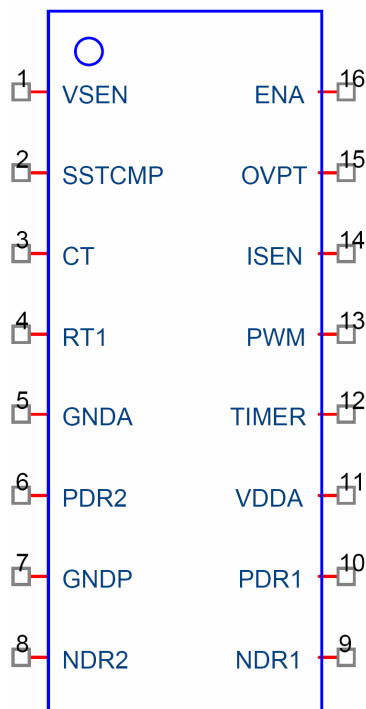 1 VSEN ENA 16
2 SSTCMP OVPT 15
3 CT ISEN 14
4 RT1 PWM 13
5 GNDA TIMER 12
6 PDR2 VDDA 11
7 GNDP PDR1 10
8 NDR2 NDR1 9